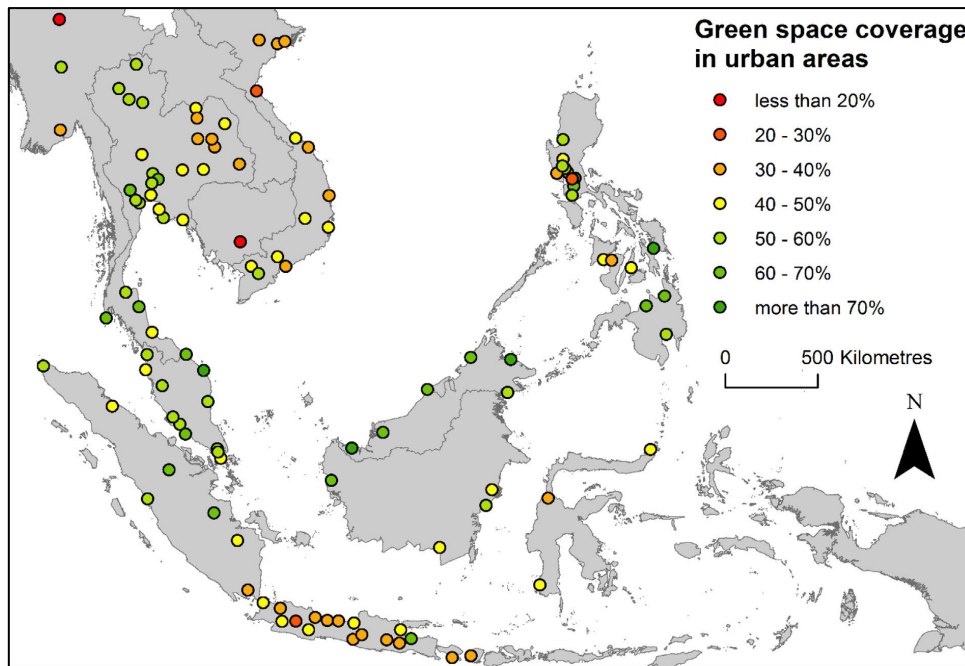 Green space coverage
in urban areas
less than 20%
20 - 30%
30 - 40%
40 - 50%
50 - 60%
60 - 70%
more than 70%
0 500 Kilometres
N